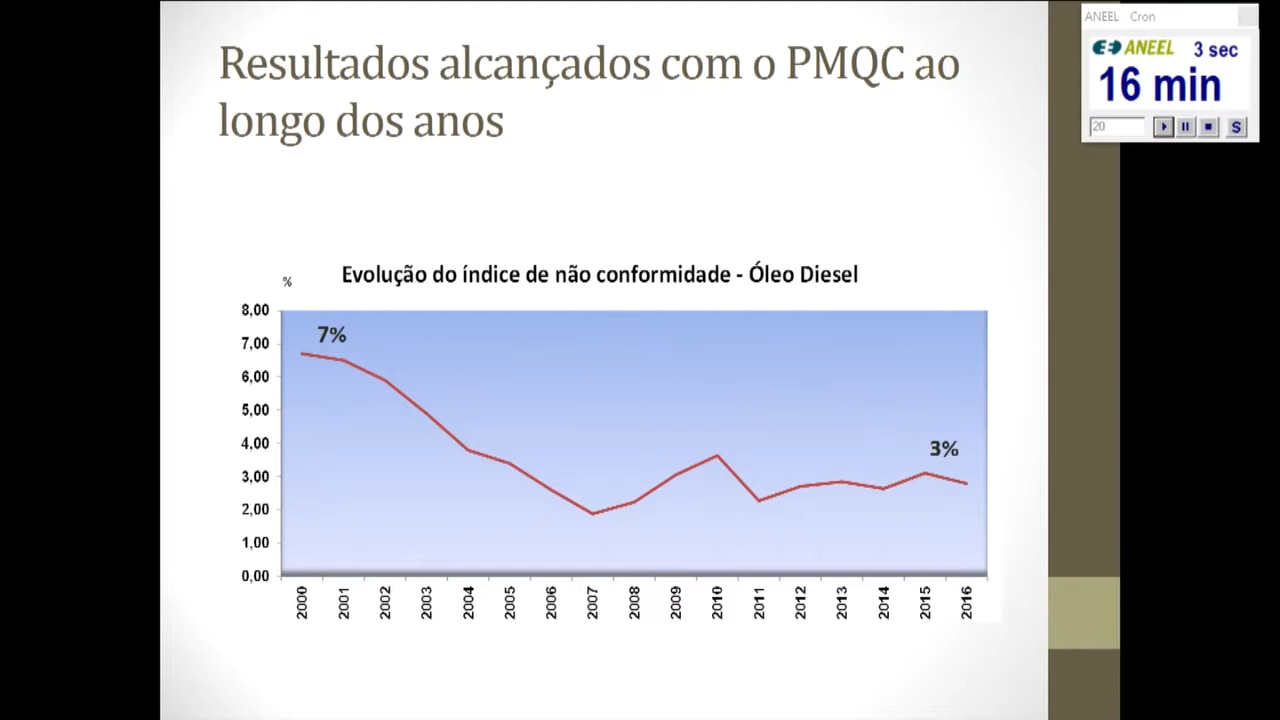 Resultados alcançados com o PMQC ao
longo dos anos
ANEEL Cron
ANEEL 3 sec
16 min
20
S
% Evolução do índice de não conformidade - Óleo Diesel
8,00
7,00
6,00
5,00
4,00
3,00
2,00
1,00
0,00
7%
3%
2000 2001 2002 2003 2004 2005 2006 2007 2008 2009 2010 2011 2012 2013 2014 2015 2016